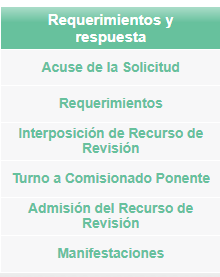 Requerimientos y
respuesta
Acuse de la Solicitud
Requerimientos
Interposición de Recurso de
Revisión
Turno a Comisionado Ponente
Admisión del Recurso de
Revisión
Manifestaciones